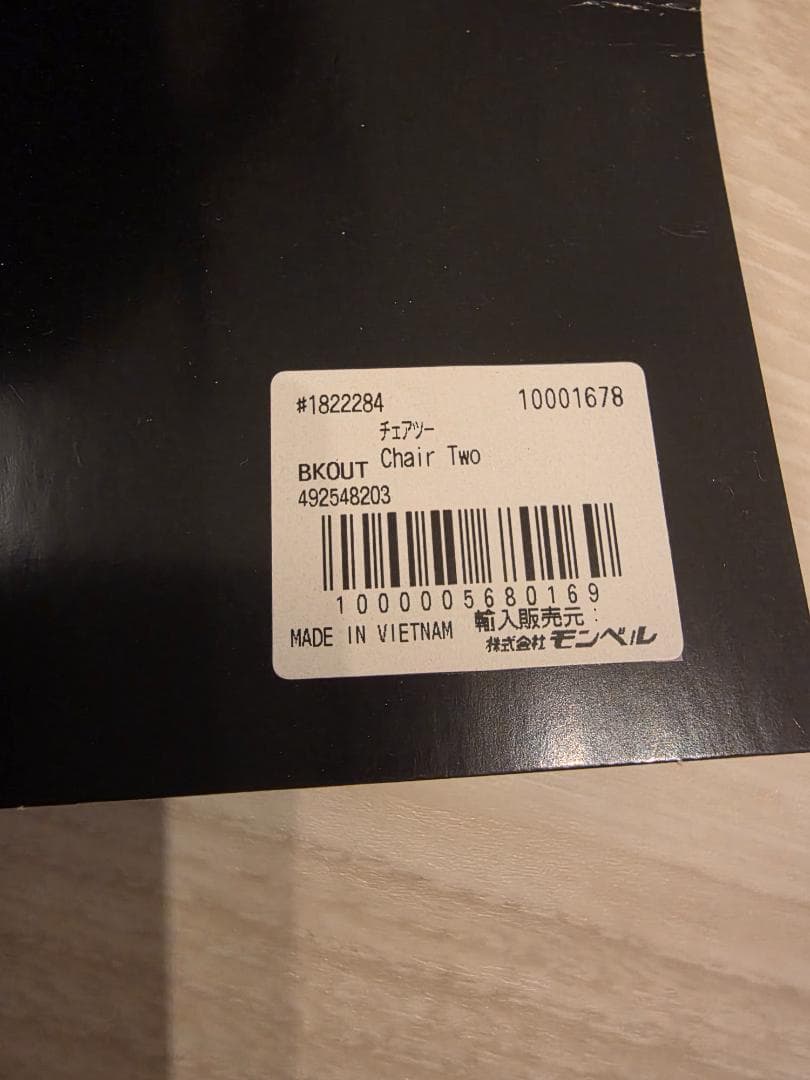 #1822284 10001678
チェアツー
BKOUT Chair Two
492548203
1000005680169
MADE IN VIETNAM 輸入販売元:
株式会社モンベル